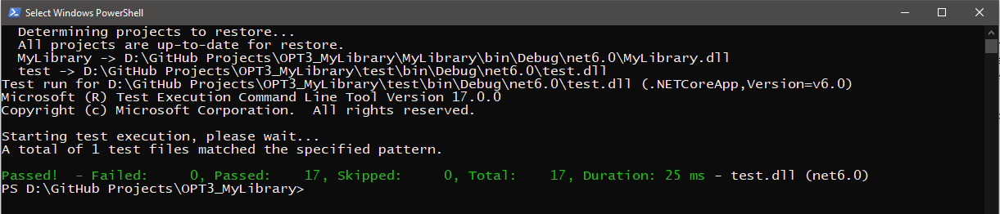 Select Windows PowerShell
  Determining projects to restore...
  All projects are up-to-date for restore.
  MyLibrary -> D:\GitHub Projects\OPT3_MyLibrary\MyLibrary\bin\Debug\net6.0\MyLibrary.dll
  test -> D:\GitHub Projects\OPT3_MyLibrary\test\bin\Debug\net6.0\test.dll
Test run for D:\GitHub Projects\OPT3_MyLibrary\test\bin\Debug\net6.0\test.dll (.NETCoreApp,Version=v6.0)
Microsoft (R) Test Execution Command Line Tool Version 17.0.0
Copyright (c) Microsoft Corporation.  All rights reserved.

Starting test execution, please wait...
A total of 1 test files matched the specified pattern.

Passed!  - Failed:     0, Passed:    17, Skipped:     0, Total:    17, Duration: 25 ms - test.dll (net6.0)
PS D:\GitHub Projects\OPT3_MyLibrary>